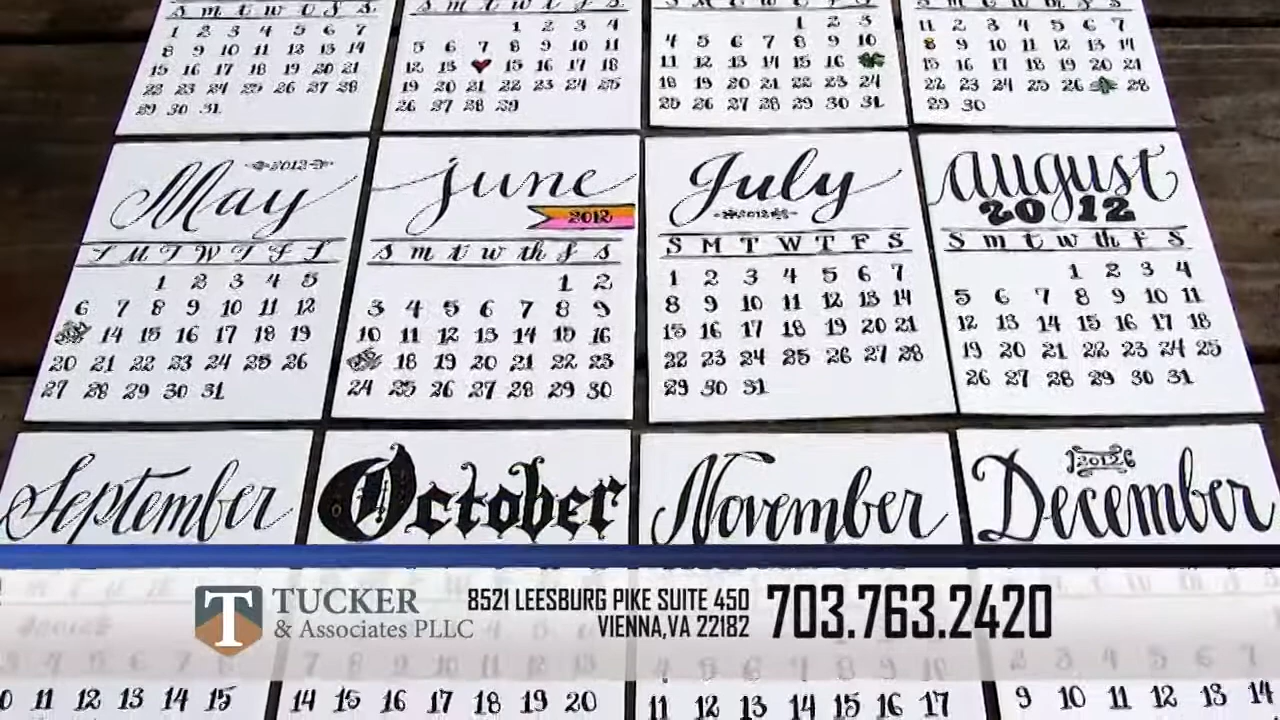 S m t w t f s
1 2 3 4 5 6 7
8 9 10 11 12 13 14
15 16 17 18 19 20 21
22 23 24 25 26 27 28
29 30 31
S m t w t f s
1 2 3 4
5 6 7 8 9 10 11
12 13 15 16 17 18
19 20 21 22 23 24 25
26 27 28 29
S M T W T F S
1 2 3
4 5 6 7 8 9 10
11 12 13 14 15 16
18 19 20 21 22 23 24
25 26 27 28 29 30 31
S m t w th f s
1 2 3 4 5 6 7
8 9 10 11 12 13 14
15 16 17 18 19 20 21
22 23 24 25 26 28
29 30
2012
May
S M T W T F S
1 2 3 4 5
6 7 8 9 10 11 12
14 15 16 17 18 19
20 21 22 23 24 25 26
27 28 29 30 31
june
2012
s m t w th f s
1 2
3 4 5 6 7 8 9
10 11 12 13 14 15 16
18 19 20 21 22 23
24 25 26 27 28 29 30
July
2012
S M T W T F S
1 2 3 4 5 6 7
8 9 10 11 12 13 14
15 16 17 18 19 20 21
22 23 24 25 26 27 28
29 30 31
august
2012
S m t w th f S
1 2 3 4
5 6 7 8 9 10 11
12 13 14 15 16 17 18
19 20 21 22 23 24 25
26 27 28 29 30 31
September
October
November
2012
December
T TUCKER
& Associates PLLC
8521 LEESBURG PIKE SUITE 450
VIENNA,VA 22182
703.763.2420
11 12 13 14 15
14 15 16 17 18 19 20
11 12 13 14 15 16 17
9 10 11 12 13 14